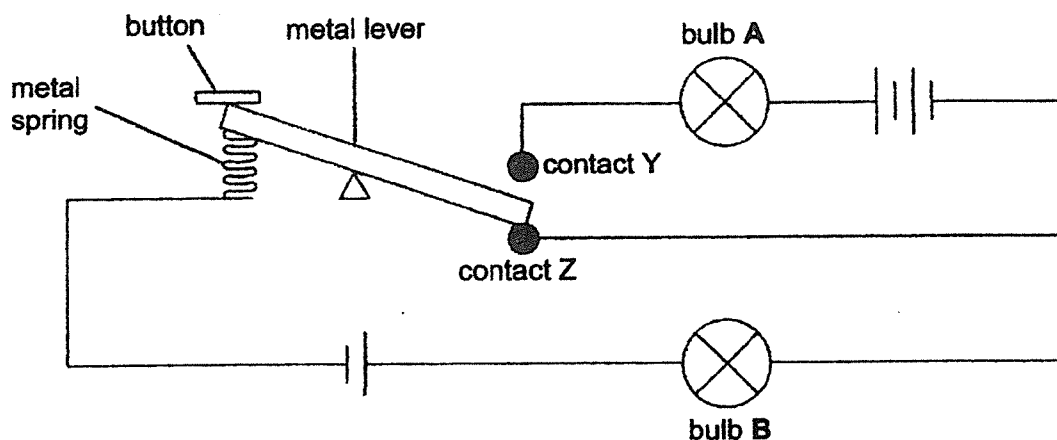 button
metal lever
bulb A
metal
spring
contact Y
contact Z
bulb B